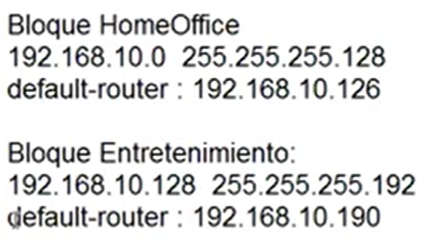 Bloque HomeOffice
192.168.10.0 255.255.255.128
default-router : 192.168.10.126
Bloque Entretenimiento:
192.168.10.128 255.255.255.192
default-router : 192.168.10.190